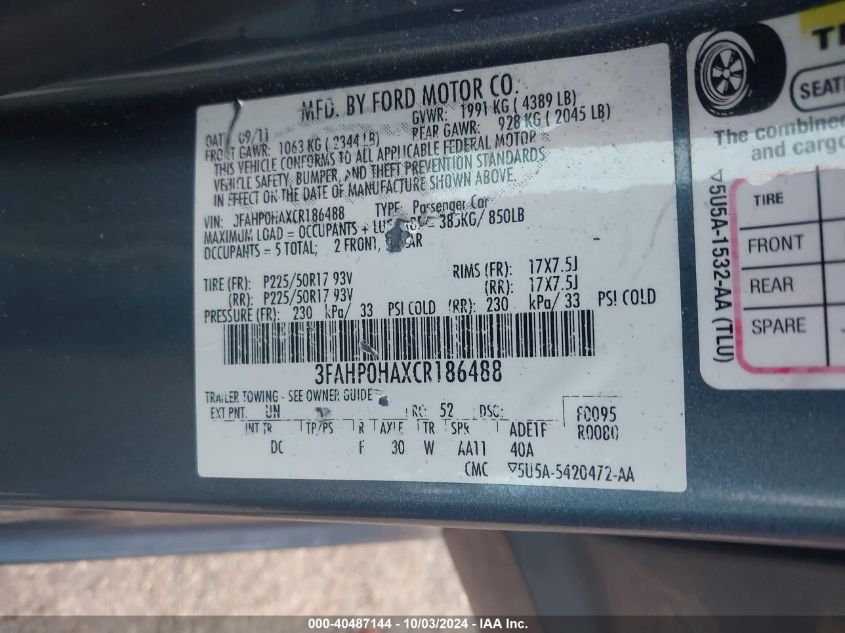 MFD. BY FORD MOTOR CO.
DAT 09/11
GVWR: 1991 KG ( 4389 LB)
FRONT GAWR: 1063 KG ( 2344 LB)
REAR GAWR: 928 KG ( 2045 LB)
THIS VEHICLE CONFORMS TO ALL APPLICABLE FEDERAL MOTOR
VEHICLE SAFETY, BUMPER, AND THEFT PREVENTION STANDARDS
IN EFFECT ON THE DATE OF MANUFACTURE SHOWN ABOVE.
VIN: 3FAHP0HAXCR186488 TYPE: Passenger Car
MAXIMUM LOAD = OCCUPANTS + = 385KG/ 850LB
OCCUPANTS = 5 TOTAL; 2 FRONT,
TIRE (FR): P225/50R17 93V RIMS (FR): 17X7.5J
(RR): P225/50R17 93V (RR): 17X7.5J
PRESSURE (FR): 230 kPa/ 33 PSI COLD (RR): 230 kPa/ 33 PSI COLD
3FAHP0HAXCR186488
TRAILER TOWING - SEE OWNER GUIDE
EXT PNT: UN RC: 52 DSO: F0095
INT TR TP/PS R AXLE TR SPR ADE1F R0080
DC F 30 W AA11 40A
CMC ▽5U5A-5420472-AA
SEAT
The combined
and cargo
▽5U5A-1532-AA (TLU)
TIRE
FRONT
REAR
SPARE
000-40487144 - 10/03/2024 - IAA Inc.